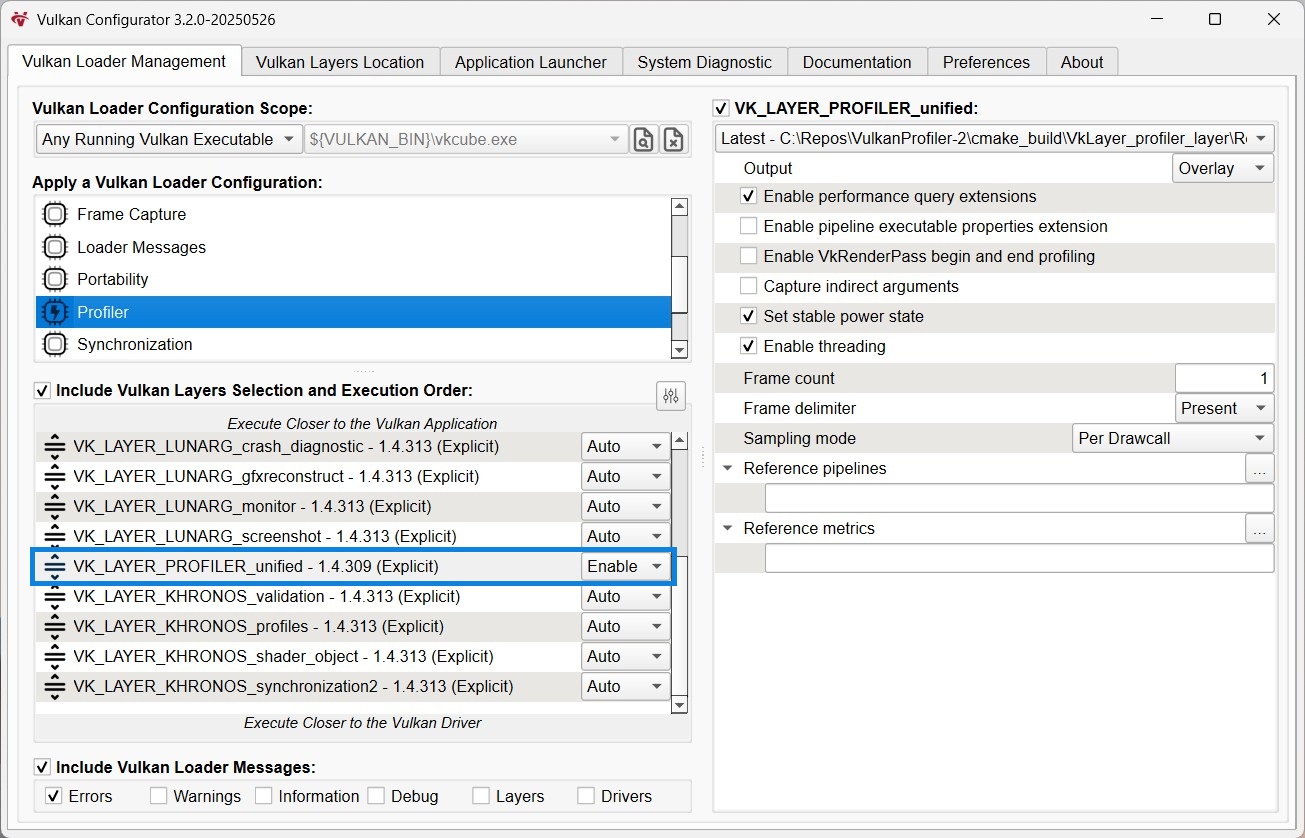 Vulkan Configurator 3.2.0-20250526
Vulkan Loader Management
Vulkan Layers Location
Application Launcher
System Diagnostic
Documentation
Preferences
About
Vulkan Loader Configuration Scope:
Any Running Vulkan Executable
${VULKAN_BIN}\vkcube.exe
Apply a Vulkan Loader Configuration:
Frame Capture
Loader Messages
Portability
Profiler
Synchronization
Include Vulkan Layers Selection and Execution Order:
Execute Closer to the Vulkan Application
VK_LAYER_LUNARG_crash_diagnostic - 1.4.313 (Explicit) Auto
VK_LAYER_LUNARG_gfxreconstruct - 1.4.313 (Explicit) Auto
VK_LAYER_LUNARG_monitor - 1.4.313 (Explicit) Auto
VK_LAYER_LUNARG_screenshot - 1.4.313 (Explicit) Auto
VK_LAYER_PROFILER_unified - 1.4.309 (Explicit) Enable
VK_LAYER_KHRONOS_validation - 1.4.313 (Explicit) Auto
VK_LAYER_KHRONOS_profiles - 1.4.313 (Explicit) Auto
VK_LAYER_KHRONOS_shader_object - 1.4.313 (Explicit) Auto
VK_LAYER_KHRONOS_synchronization2 - 1.4.313 (Explicit) Auto
Execute Closer to the Vulkan Driver
Include Vulkan Loader Messages:
Errors Warnings Information Debug Layers Drivers
VK_LAYER_PROFILER_unified:
Latest - C:\Repos\VulkanProfiler-2\cmake_build\VkLayer_profiler_layer\R
Output Overlay
Enable performance query extensions
Enable pipeline executable properties extension
Enable VkRenderPass begin and end profiling
Capture indirect arguments
Set stable power state
Enable threading
Frame count 1
Frame delimiter Present
Sampling mode Per Drawcall
Reference pipelines ...
Reference metrics ...